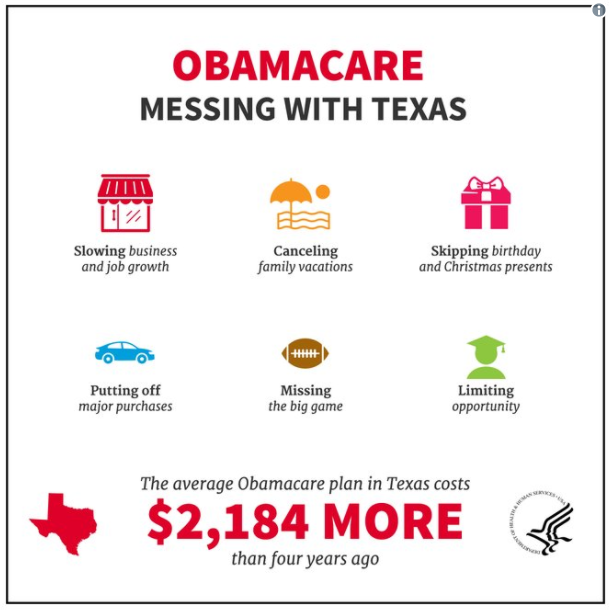 OBAMACARE
MESSING WITH TEXAS
Slowing business
and job growth
Canceling
family vacations
Skipping birthday
and Christmas presents
Putting off
major purchases
Missing
the big game
Limiting
opportunity
The average Obamacare plan in Texas costs
$2,184 MORE
than four years ago
DEPARTMENT OF HEALTH & HUMAN SERVICES • USA